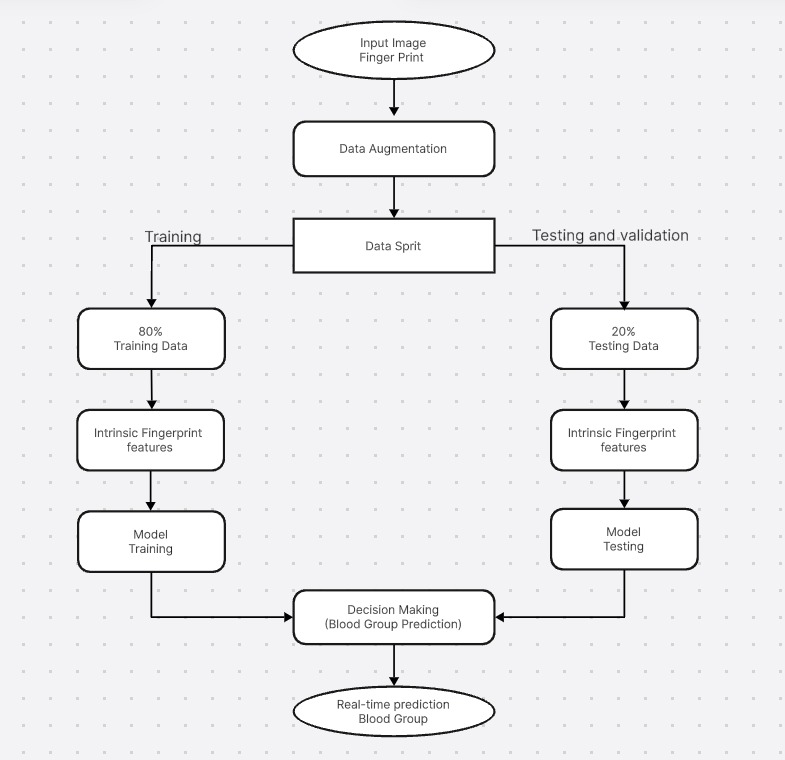 Input Image
Finger Print
Data Augmentation
Data Sprit
Training
Testing and validation
80%
Training Data
20%
Testing Data
Intrinsic Fingerprint
features
Intrinsic Fingerprint
features
Model
Training
Model
Testing
Decision Making
(Blood Group Prediction)
Real-time prediction
Blood Group